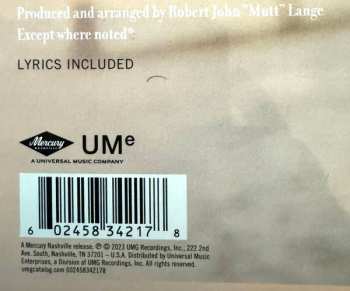 Produced and arranged by Robert John "Mutt" Lange
Except where noted*
LYRICS INCLUDED
Mercury
NASHVILLE
UMe
A UNIVERSAL MUSIC COMPANY
6 02458 34217 8
A Mercury Nashville release. ℗ © 2023 UMG Recordings, Inc., 222 2nd
Ave. South, Nashville, TN 37201 – U.S.A. Distributed by Universal Music
Enterprises, a Division of UMG Recordings, Inc. All rights reserved.
umgcatalog.com 602458342178